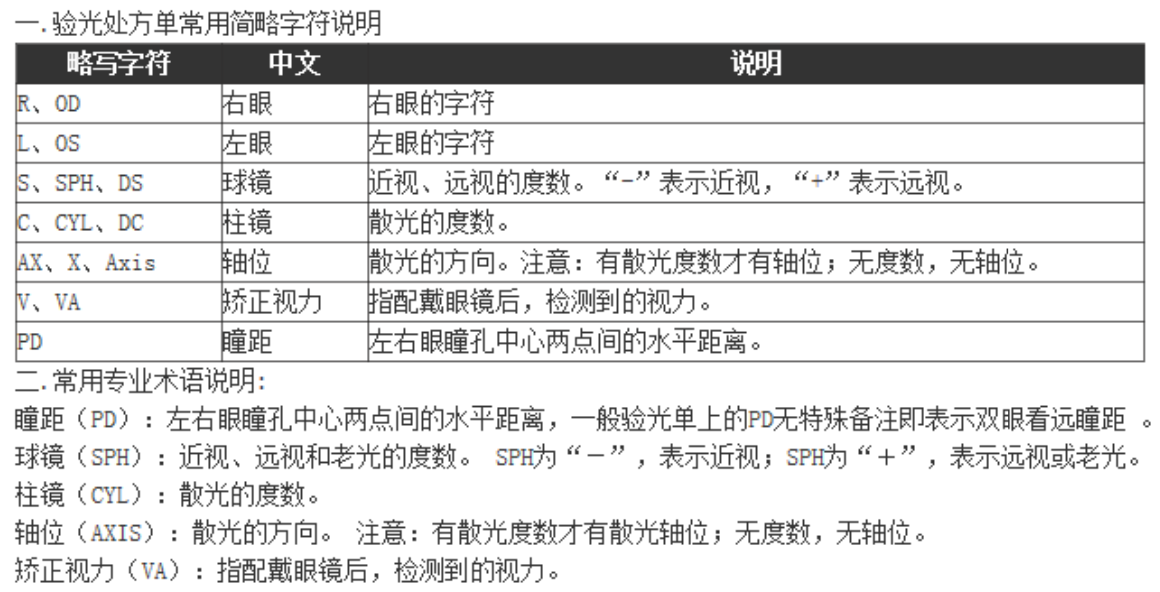 一.验光处方单常用简略字符说明
略写字符 中文 说明
R、OD 右眼 右眼的字符
L、OS 左眼 左眼的字符
S、SPH、DS 球镜 近视、远视的度数。“-”表示近视，“+”表示远视。
C、CYL、DC 柱镜 散光的度数。
AX、X、Axis 轴位 散光的方向。注意：有散光度数才有轴位；无度数，无轴位。
V、VA 矫正视力 指配戴眼镜后，检测到的视力。
PD 瞳距 左右眼瞳孔中心两点间的水平距离。
二.常用专业术语说明:
瞳距（PD）：左右眼瞳孔中心两点间的水平距离，一般验光单上的PD无特殊备注即表示双眼看远瞳距 。
球镜（SPH）：近视、远视和老光的度数。 SPH为“－”，表示近视；SPH为“＋”，表示远视或老光。
柱镜（CYL）：散光的度数。
轴位（AXIS）：散光的方向。 注意：有散光度数才有散光轴位；无度数，无轴位。
矫正视力（VA）：指配戴眼镜后，检测到的视力。